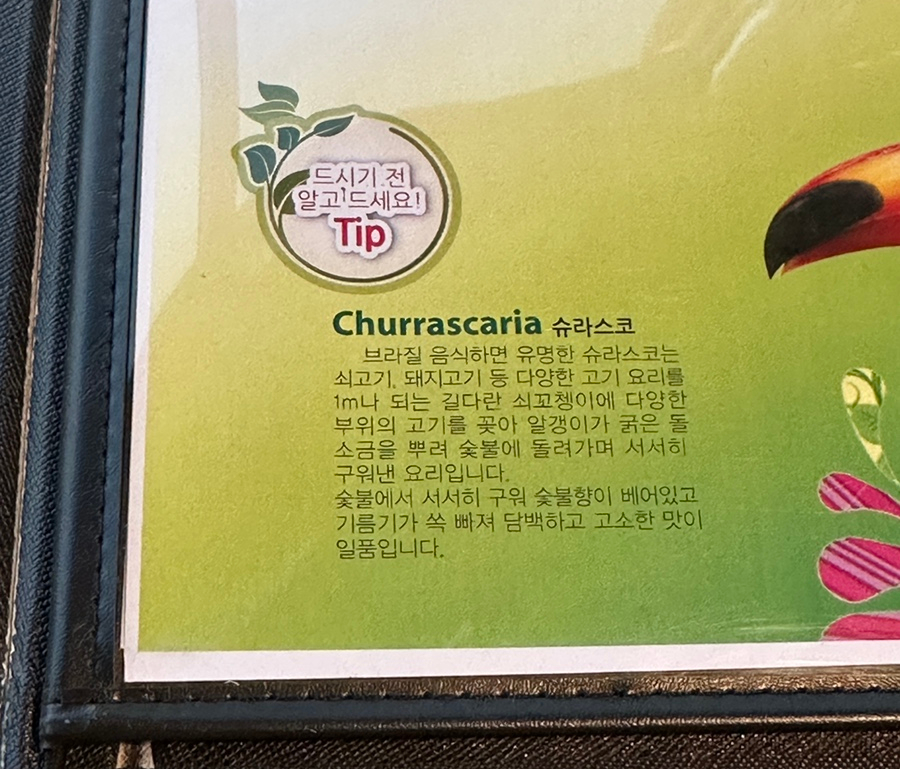 드시기 전
알고 드세요!
Tip
Churrascaria 슈라스코
브라질 음식하면 유명한 슈라스코는
쇠고기, 돼지고기 등 다양한 고기 요리를
1m나 되는 길다란 쇠꼬챙이에 다양한
부위의 고기를 꽂아 알갱이가 굵은 돌
소금을 뿌려 숯불에 돌려가며 서서히
구워낸 요리입니다.
숯불에서 서서히 구워 숯불향이 베어있고
기름기가 쏙 빠져 담백하고 고소한 맛이
일품입니다.